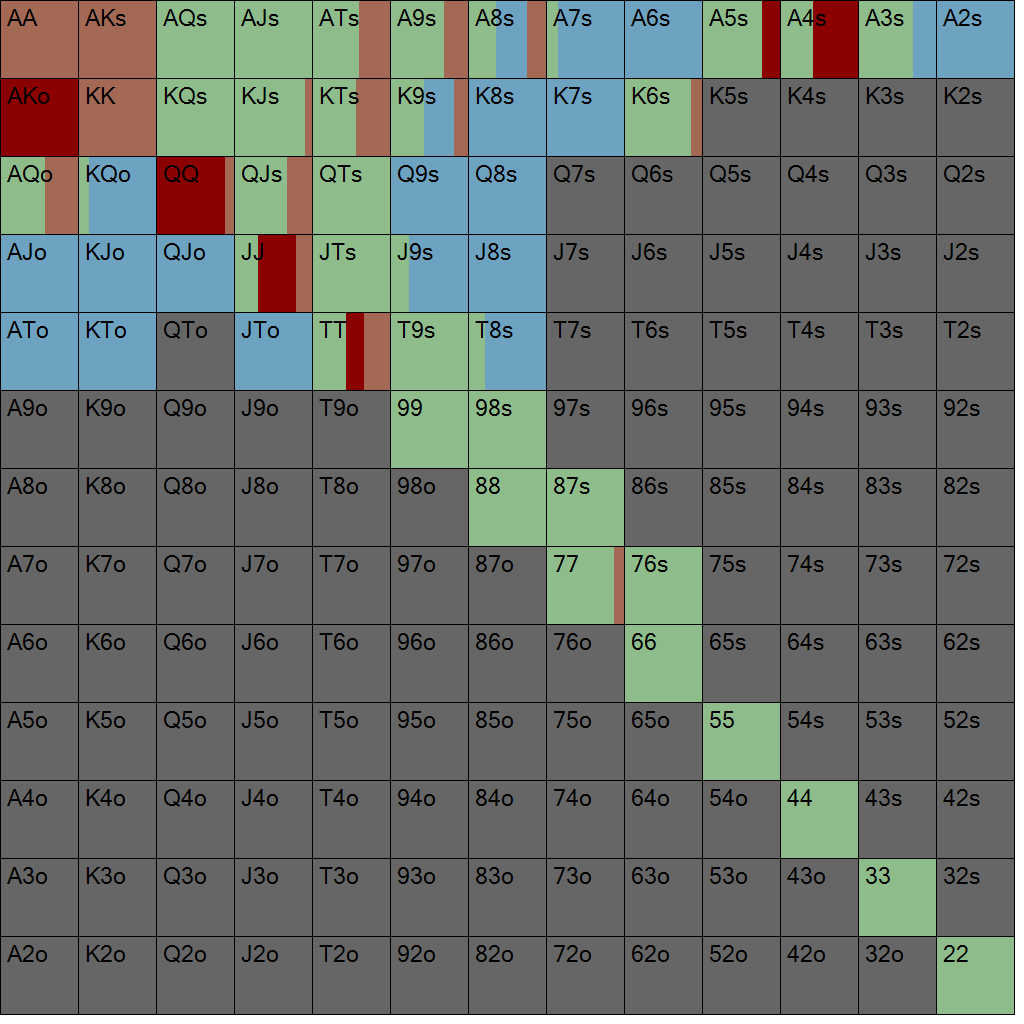 AA AKs AQs AJs ATs A9s A8s A7s A6s A5s A4s A3s A2s
AKo KK KQs KJs KTs K9s K8s K7s K6s K5s K4s K3s K2s
AQo KQo QQ QJs QTs Q9s Q8s Q7s Q6s Q5s Q4s Q3s Q2s
AJo KJo QJo JJ JTs J9s J8s J7s J6s J5s J4s J3s J2s
ATo KTo QTo JTo TT T9s T8s T7s T6s T5s T4s T3s T2s
A9o K9o Q9o J9o T9o 99 98s 97s 96s 95s 94s 93s 92s
A8o K8o Q8o J8o T8o 98o 88 87s 86s 85s 84s 83s 82s
A7o K7o Q7o J7o T7o 97o 87o 77 76s 75s 74s 73s 72s
A6o K6o Q6o J6o T6o 96o 86o 76o 66 65s 64s 63s 62s
A5o K5o Q5o J5o T5o 95o 85o 75o 65o 55 54s 53s 52s
A4o K4o Q4o J4o T4o 94o 84o 74o 64o 54o 44 43s 42s
A3o K3o Q3o J3o T3o 93o 83o 73o 63o 53o 43o 33 32s
A2o K2o Q2o J2o T2o 92o 82o 72o 62o 52o 42o 32o 22